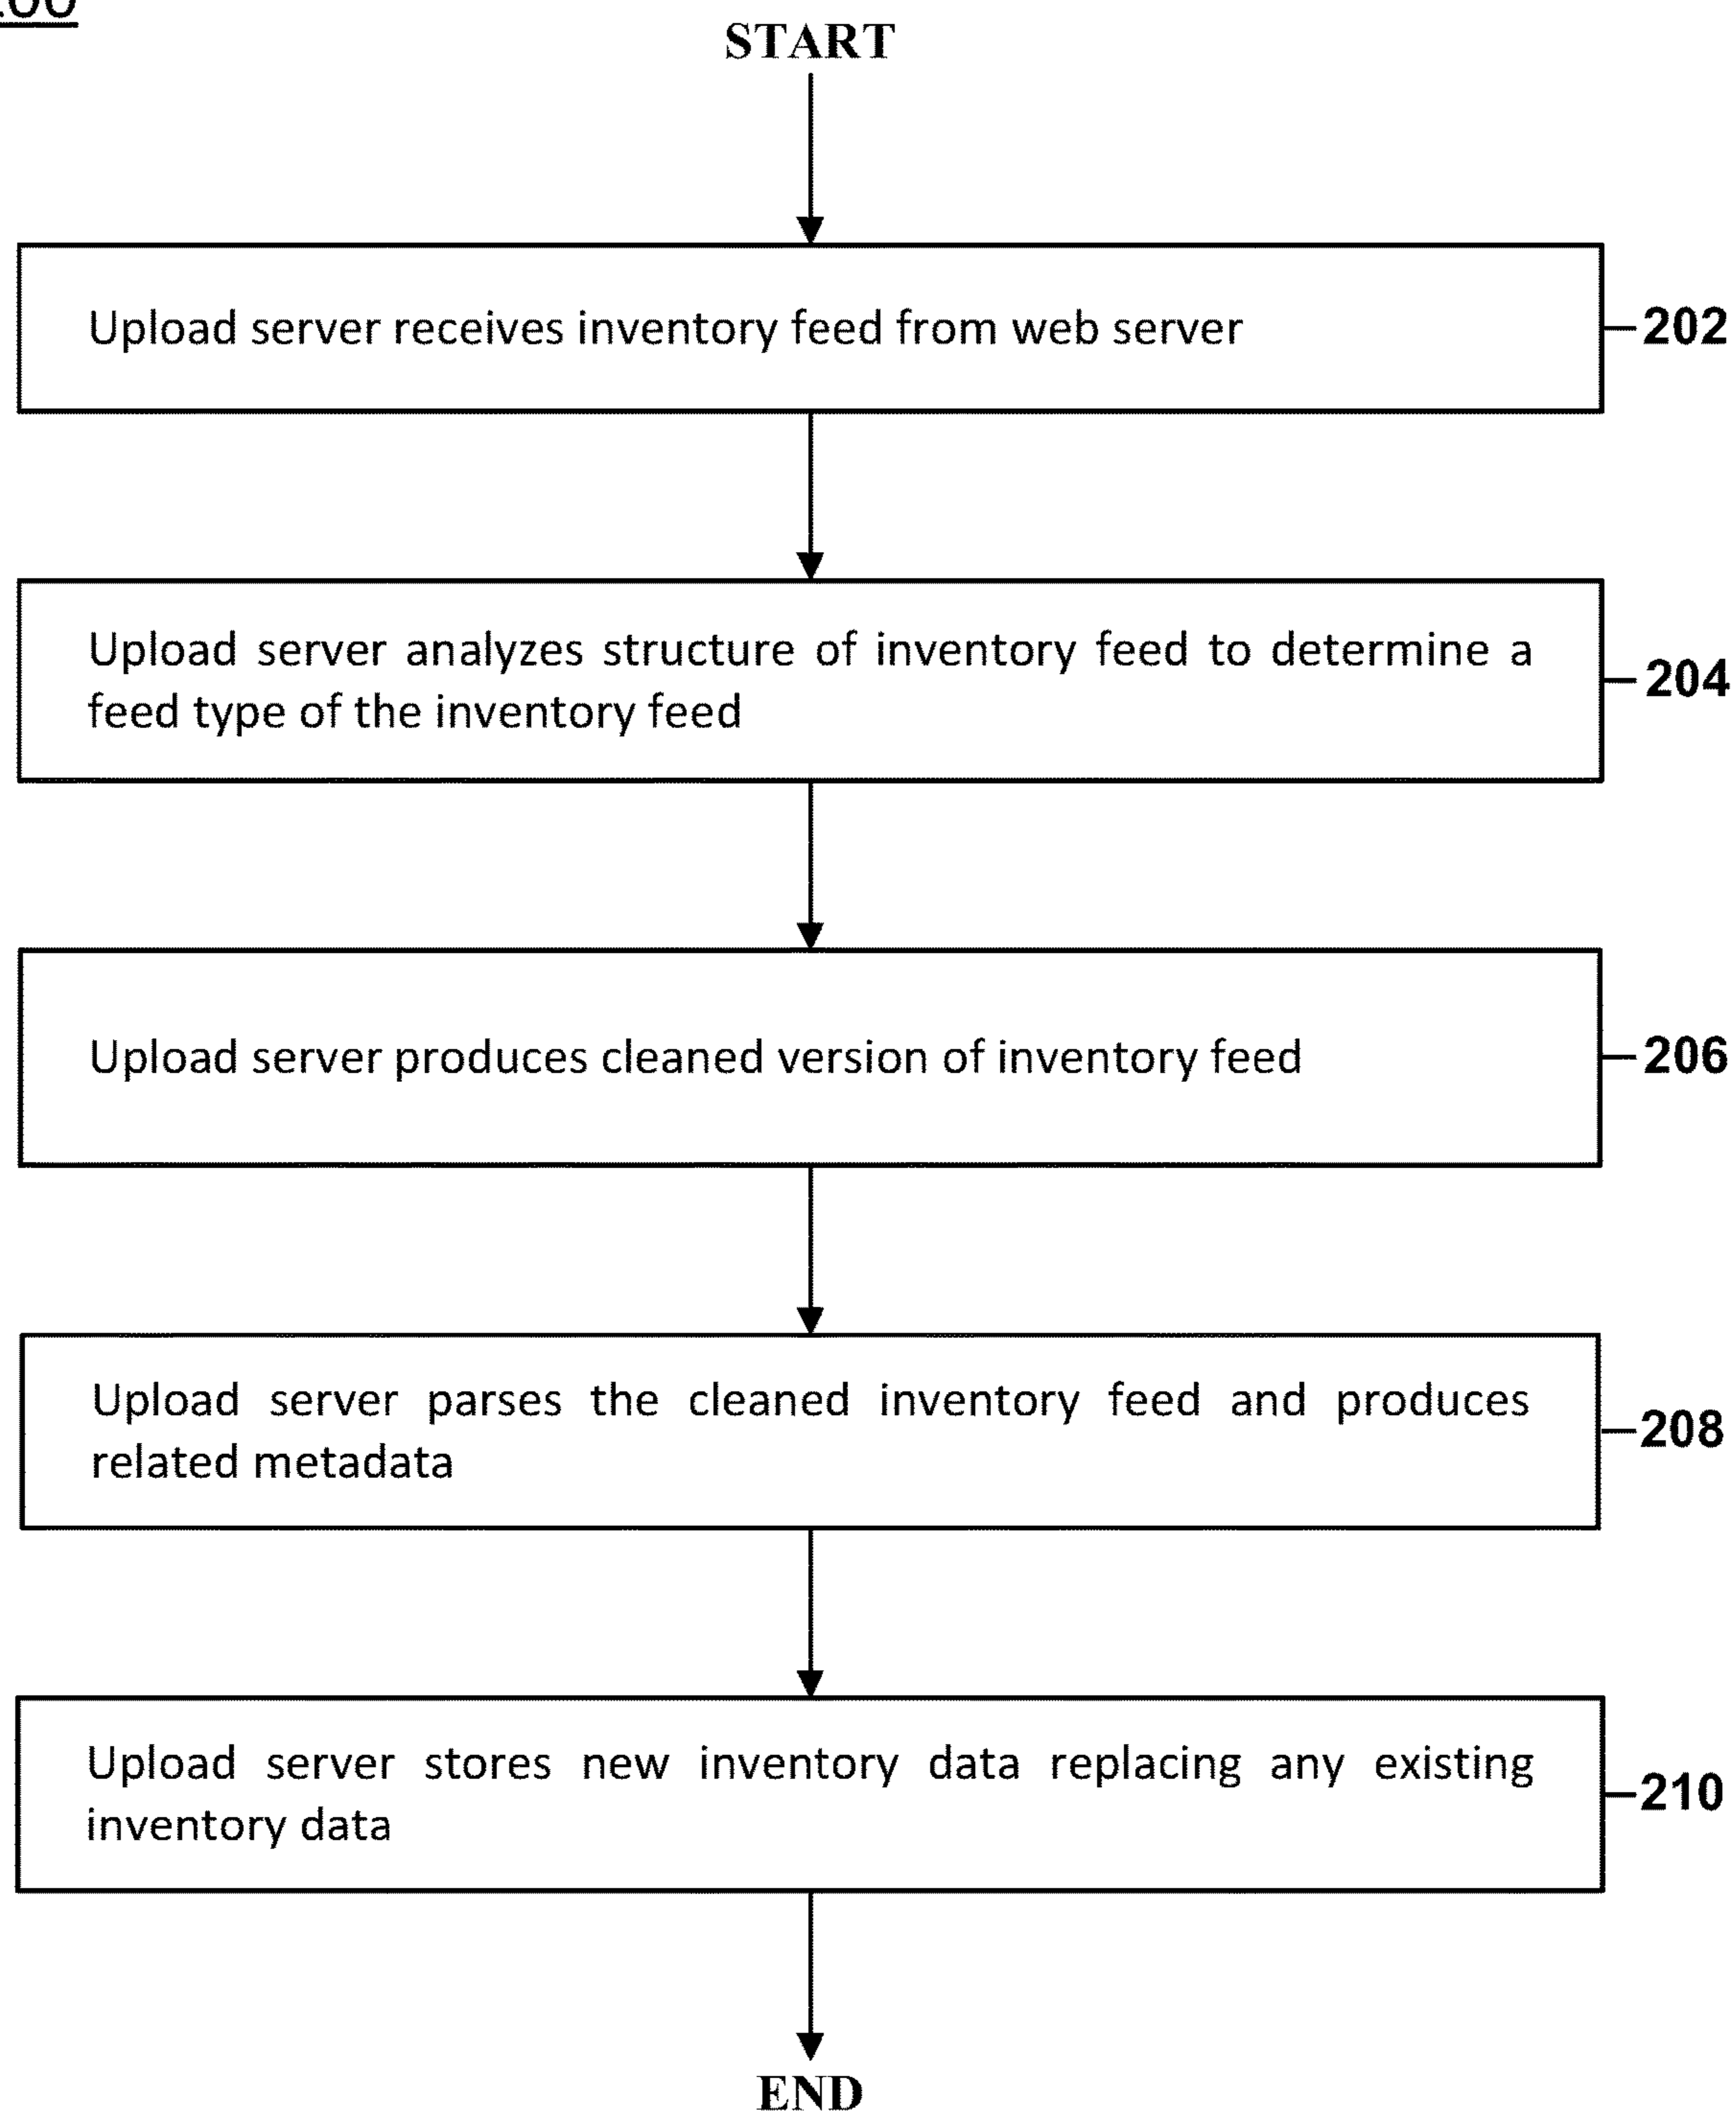 START
Upload server receives inventory feed from web server
202
Upload server analyzes structure of inventory feed to determine a
feed type of the inventory feed
204
Upload server produces cleaned version of inventory feed
206
Upload server parses the cleaned inventory feed and produces
related metadata
208
Upload server stores new inventory data replacing any existing
inventory data
210
END